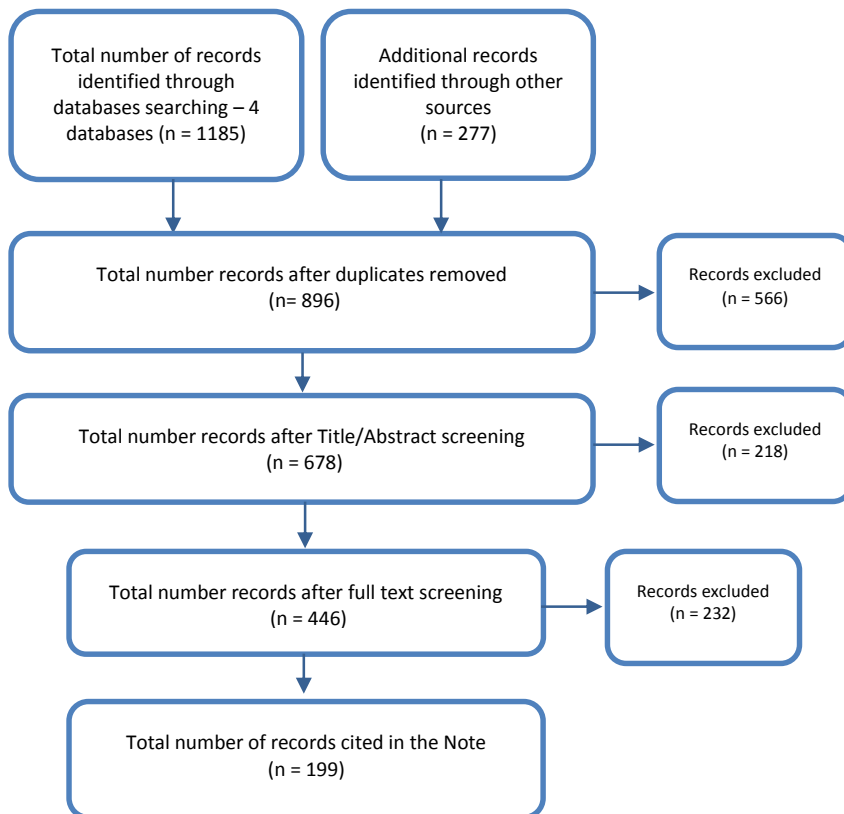 Total number of records
identified through
databases searching – 4
databases (n = 1185)
Additional records
identified through other
sources
(n = 277)
Total number records after duplicates removed
(n= 896)
Records excluded
(n = 566)
Total number records after Title/Abstract screening
(n = 678)
Records excluded
(n = 218)
Total number records after full text screening
(n = 446)
Records excluded
(n = 232)
Total number of records cited in the Note
(n = 199)